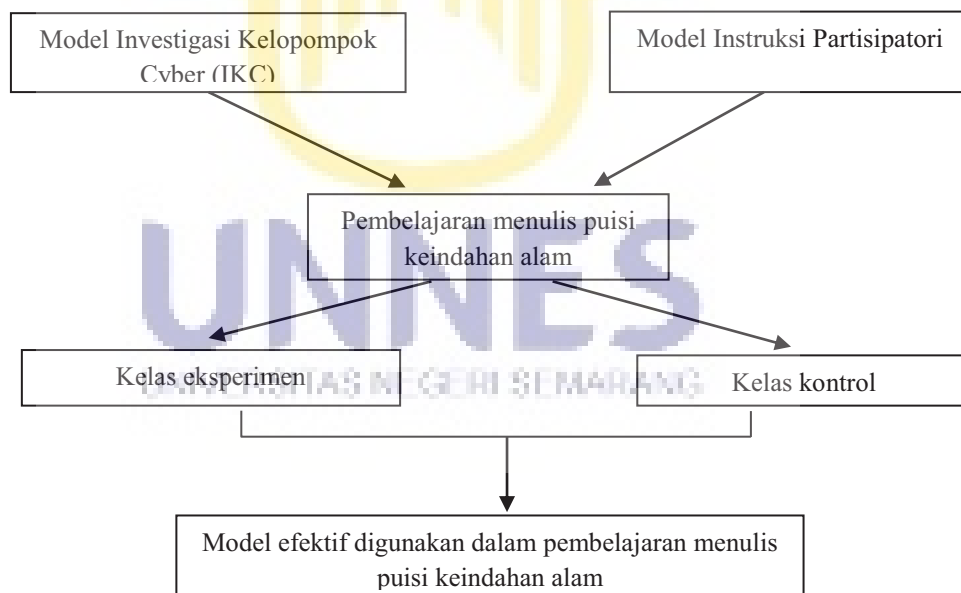 Model Investigasi Kelopompok
Cyber (IKC)
Model Instruksi Partisipatori
Pembelajaran menulis puisi
keindahan alam
UNNES
Kelas eksperimen
Kelas kontrol
UNIVERSITAS NEGERI SEMARANG
Model efektif digunakan dalam pembelajaran menulis
puisi keindahan alam